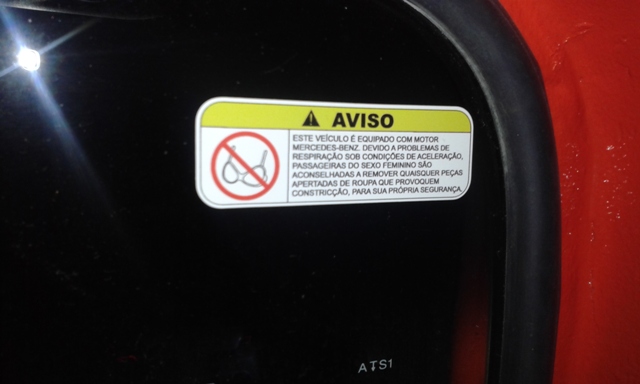 AVISO
ESTE VEÍCULO É EQUIPADO COM MOTOR
MERCEDES-BENZ. DEVIDO A PROBLEMAS DE
RESPIRAÇÃO SOB CONDIÇÕES DE ACELERAÇÃO,
PASSAGEIRAS DO SEXO FEMININO SÃO
ACONSELHADAS A REMOVER QUAISQUER PEÇAS
APERTADAS DE ROUPA QUE PROVOQUEM
CONSTRICÇÃO, PARA SUA PRÓPRIA SEGURANÇA.
ATS1